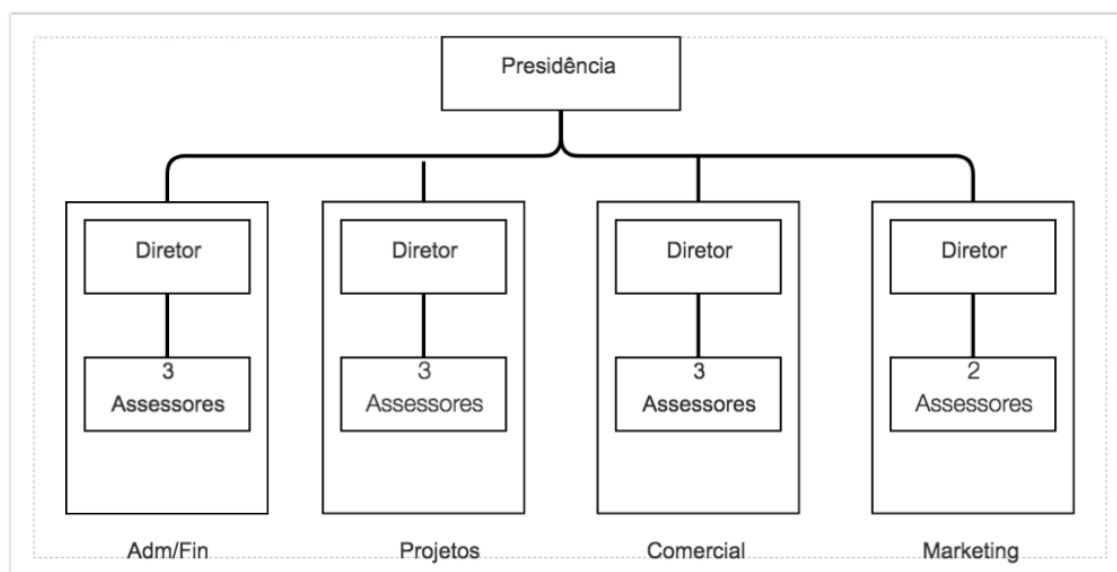 Presidência
Diretor
Diretor
Diretor
Diretor
3
Assessores
3
Assessores
3
Assessores
2
Assessores
Adm/Fin
Projetos
Comercial
Marketing